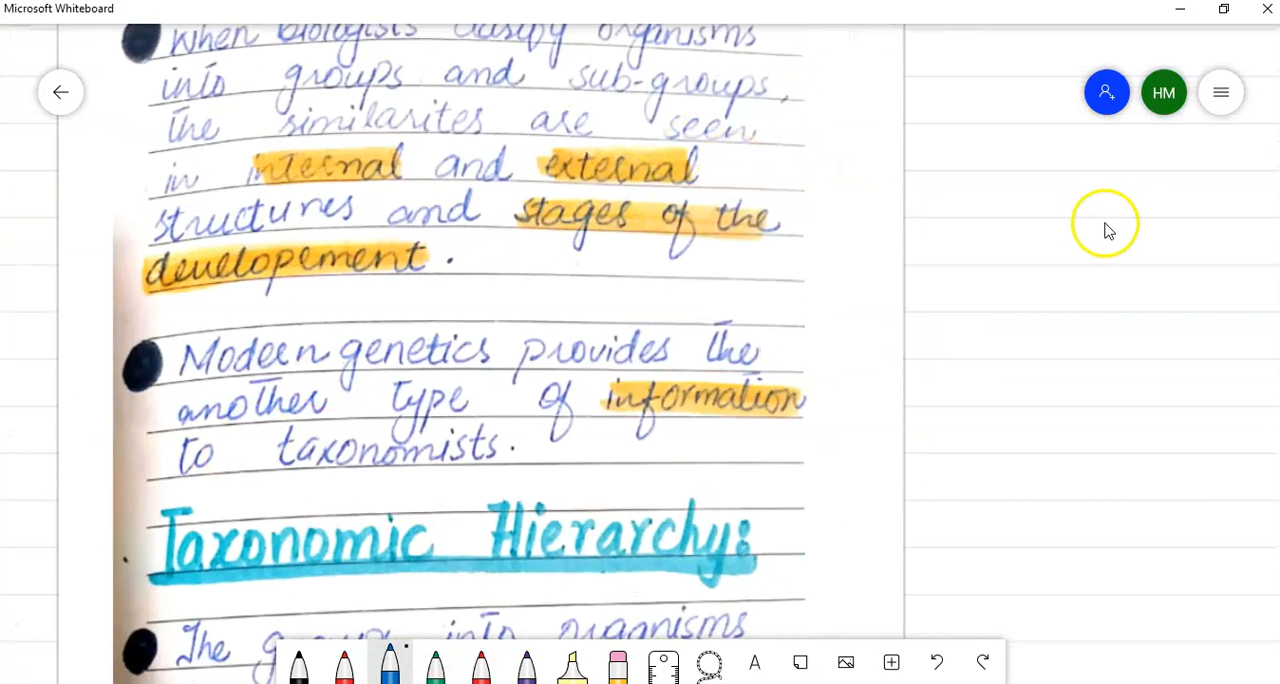 Microsoft Whiteboard
When biologists classify organisms
into groups and sub-groups,
HM
The similarites are seen
in internal and external
structures and stages of the
developement.
Modern genetics provides the
another type of information
to taxonomists.
Taxonomic Hierarchy:
The groups into organisms
A